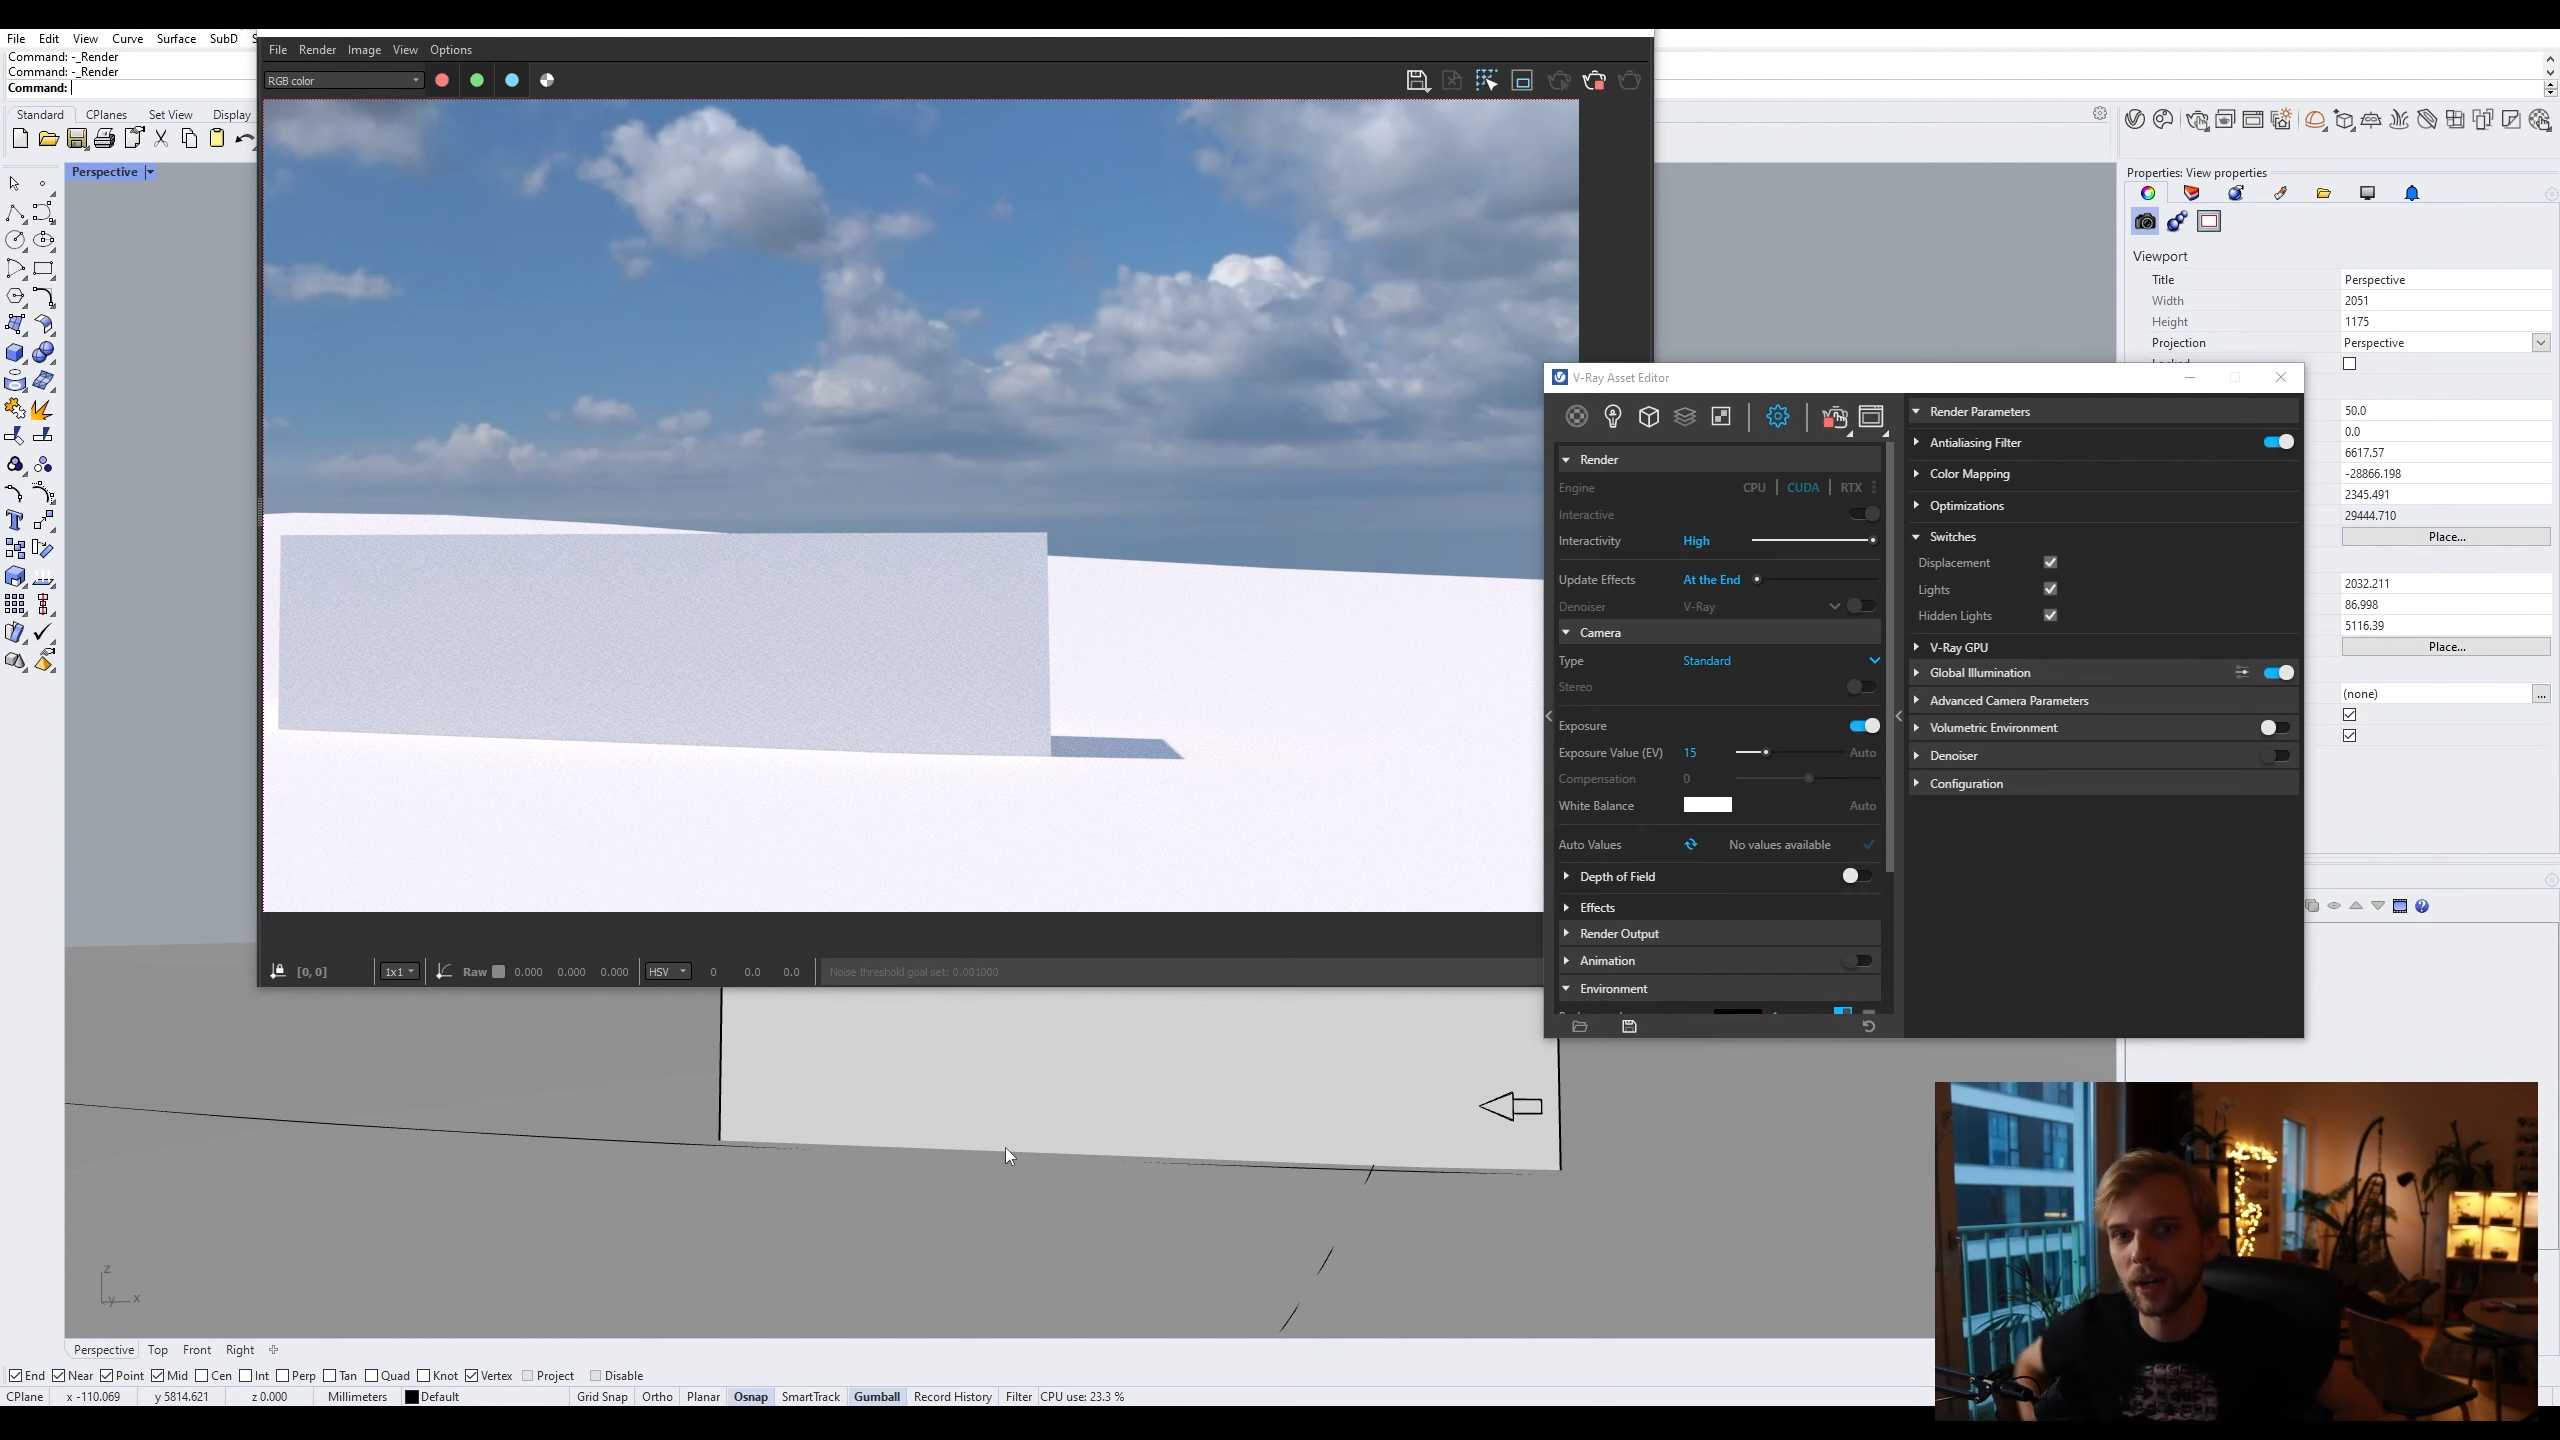 File Edit View Curve Surface SubD
Command: -_Render
Command: -_Render
Command:
Standard CPlanes Set View Display
Perspective
File Render Image View Options
RGB color
[0, 0] 1x1 Raw 0.000 0.000 0.000 HSV 0 0.0 0.0 Noise threshold goal set: 0.001000
V-Ray Asset Editor
Render
Engine CPU CUDA RTX
Interactive
Interactivity High
Update Effects At the End
Denoiser V-Ray
Camera
Type Standard
Stereo
Exposure
Exposure Value (EV) 15 Auto
Compensation 0
White Balance Auto
Auto Values No values available
Depth of Field
Effects
Render Output
Animation
Environment
Render Parameters
Antialiasing Filter
Color Mapping
Optimizations
Switches
Displacement
Lights
Hidden Lights
V-Ray GPU
Global Illumination
Advanced Camera Parameters
Volumetric Environment
Denoiser
Configuration
Properties: View properties
Viewport
Title Perspective
Width 2051
Height 1175
Projection Perspective
50.0
0.0
6617.57
-28866.198
2345.491
29444.710
Place...
2032.211
86.998
5116.39
Place...
(none) ...
z
y x
Perspective Top Front Right
End Near Point Mid Cen Int Perp Tan Quad Knot Vertex Project Disable
CPlane x -110.069 y 5814.621 z 0.000 Millimeters Default Grid Snap Ortho Planar Osnap SmartTrack Gumball Record History Filter CPU use: 23.3 %